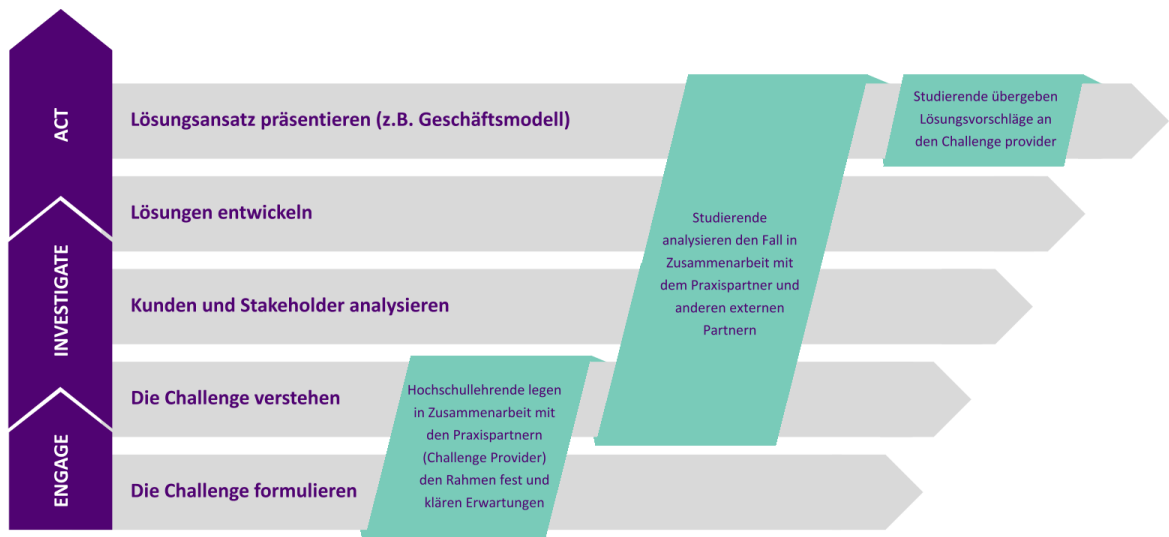 ACT
Lösungsansatz präsentieren (z.B. Geschäftsmodell)
Studierende übergeben
Lösungsvorschläge an
den Challenge provider
Lösungen entwickeln
Studierende
analysieren den Fall in
Zusammenarbeit mit
dem Praxispartner und
anderen externen
Partnern
INVESTIGATE
Kunden und Stakeholder analysieren
Die Challenge verstehen
Hochschullehrende legen
in Zusammenarbeit mit
den Praxispartnern
(Challenge Provider)
den Rahmen fest und
klären Erwartungen
ENGAGE
Die Challenge formulieren